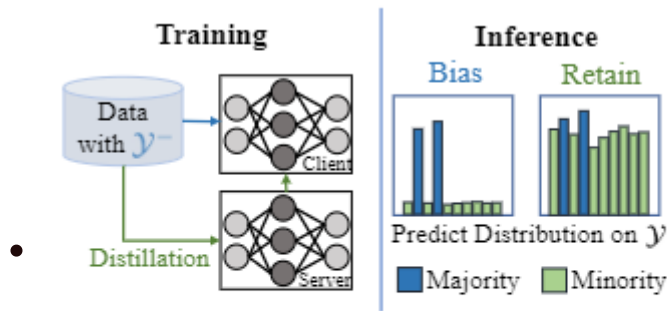 Training
Data
with 𝒴⁻
Client
Distillation
Server
Inference
Bias
Retain
Predict Distribution on 𝒴
Majority
Minority